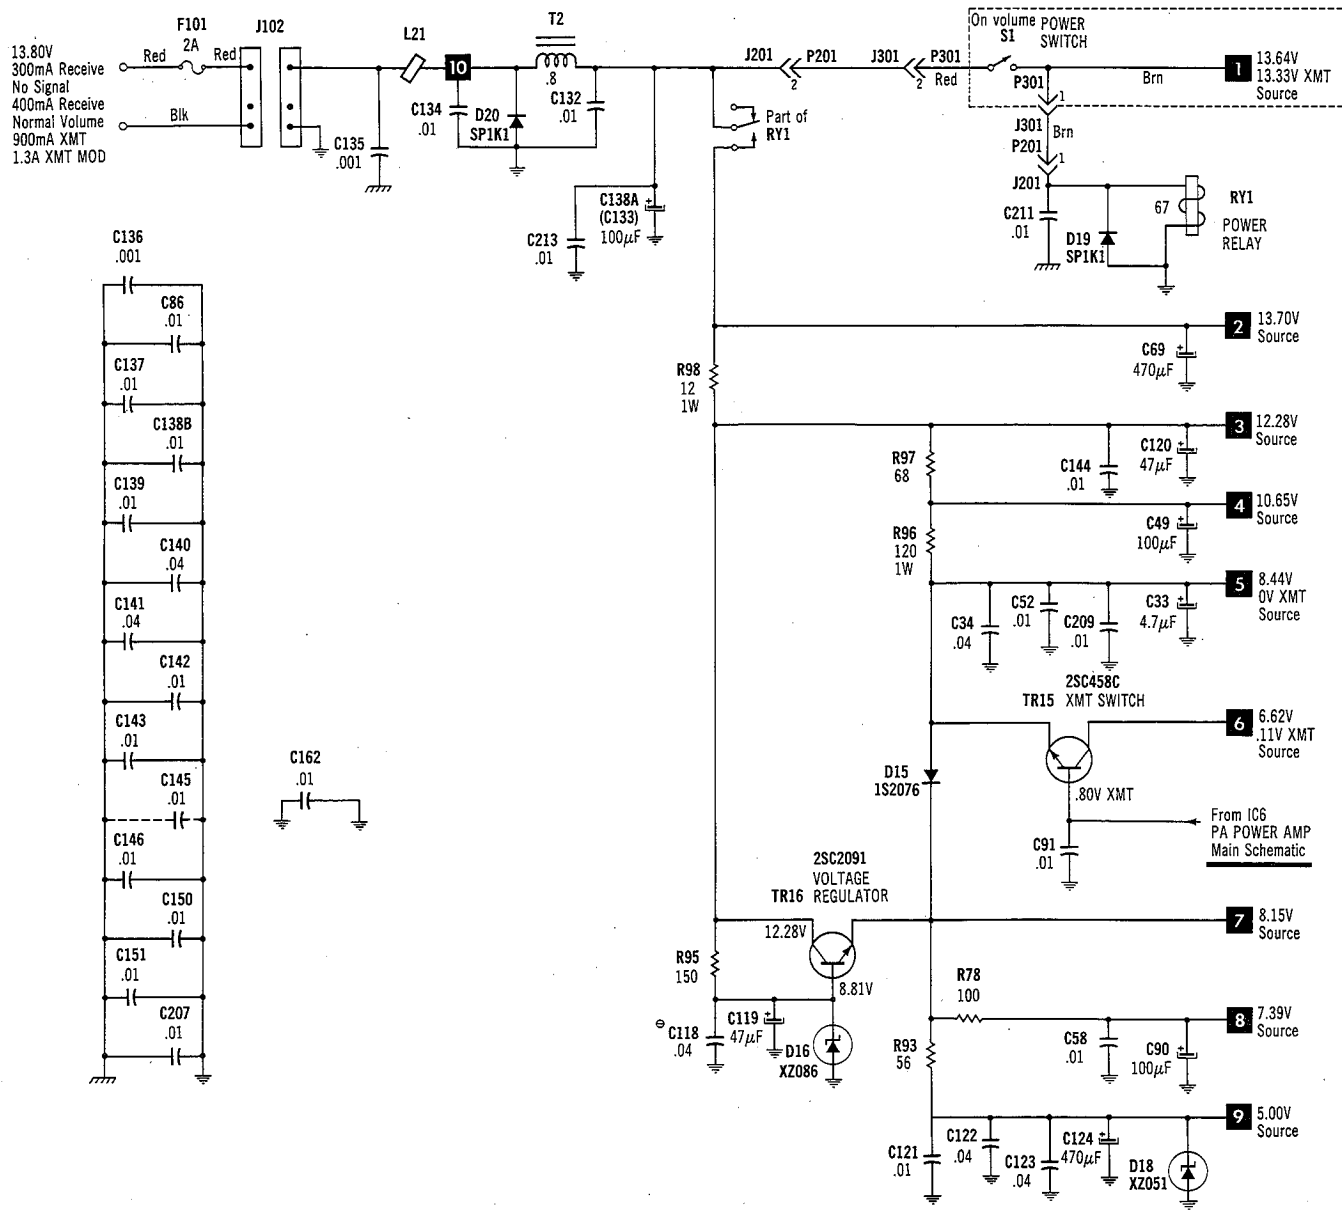 13.80V
300mA Receive
No Signal
400mA Receive
Normal Volume
900mA XMT
1.3A XMT MOD
F101
2A
Red
Red
Blk
J102
L21
10
T2
.8
C135
.001
C134
.01
D20
SP1K1
C132
.01
C213
.01
C138A
(C133)
100µF
+
J201
P201
2
J301
P301
2
Red
Part of
RY1
On volume
S1
POWER
SWITCH
P301
1
Brn
1
13.64V
13.33V XMT
Source
J301
P201
Brn
1
J201
C211
.01
D19
SP1K1
67
RY1
POWER
RELAY
C136
.001
C86
.01
C137
.01
C138B
.01
C139
.01
C140
.04
C141
.04
C142
.01
C143
.01
C145
.01
C146
.01
C150
.01
C151
.01
C207
.01
C162
.01
2
13.70V
Source
C69
470µF
+
R98
12
1W
3
12.28V
Source
R97
68
C144
.01
C120
47µF
+
4
10.65V
Source
R96
120
1W
C49
100µF
+
5
8.44V
0V XMT
Source
C34
.04
C52
.01
C209
.01
C33
4.7µF
+
2SC458C
TR15 XMT SWITCH
6
6.62V
.11V XMT
Source
D15
1S2076
.80V XMT
From IC6
PA POWER AMP
Main Schematic
C91
.01
2SC2091
VOLTAGE
TR16 REGULATOR
12.28V
8.81V
7
8.15V
Source
R95
150
⊖
C118
.04
C119
47µF
+
D16
XZ086
R78
100
8
7.39V
Source
R93
56
C58
.01
C90
100µF
+
9
5.00V
Source
C121
.01
C122
.04
C123
.04
C124
470µF
+
D18
XZ051